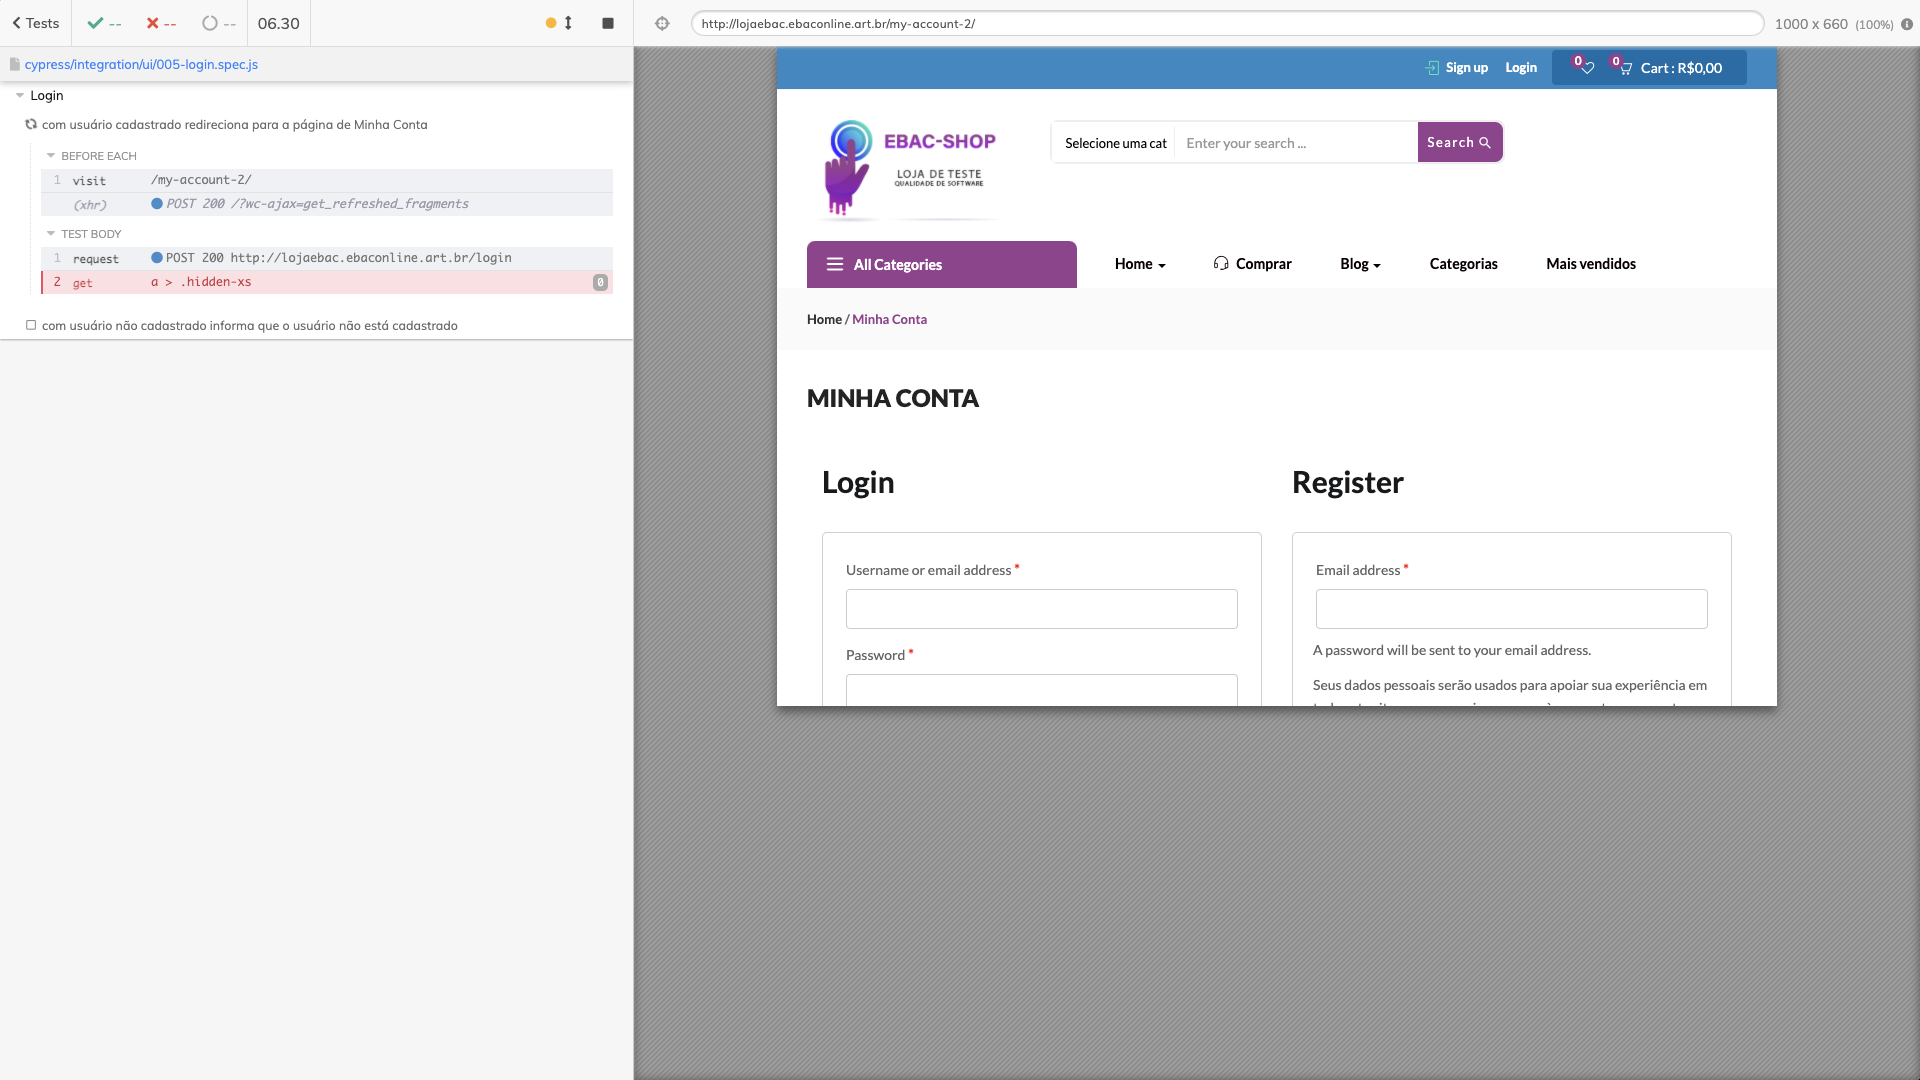 Tests
--
--
--
06.30
http://lojaebac.ebaconline.art.br/my-account-2/
1000 x 660 (100%)
cypress/integration/ui/005-login.spec.js
Login
com usuário cadastrado redireciona para a página de Minha Conta
BEFORE EACH
1 visit /my-account-2/
(xhr) POST 200 /?wc-ajax=get_refreshed_fragments
TEST BODY
1 request POST 200 http://lojaebac.ebaconline.art.br/login
2 get a > .hidden-xs 0
com usuário não cadastrado informa que o usuário não está cadastrado
Sign up Login 0 0 Cart : R$0,00
EBAC-SHOP
LOJA DE TESTE
QUALIDADE DE SOFTWARE
Selecione uma cat Enter your search ... Search
All Categories Home Comprar Blog Categorias Mais vendidos
Home / Minha Conta
MINHA CONTA
Login
Register
Username or email address *
Password *
Email address *
A password will be sent to your email address.
Seus dados pessoais serão usados para apoiar sua experiência em